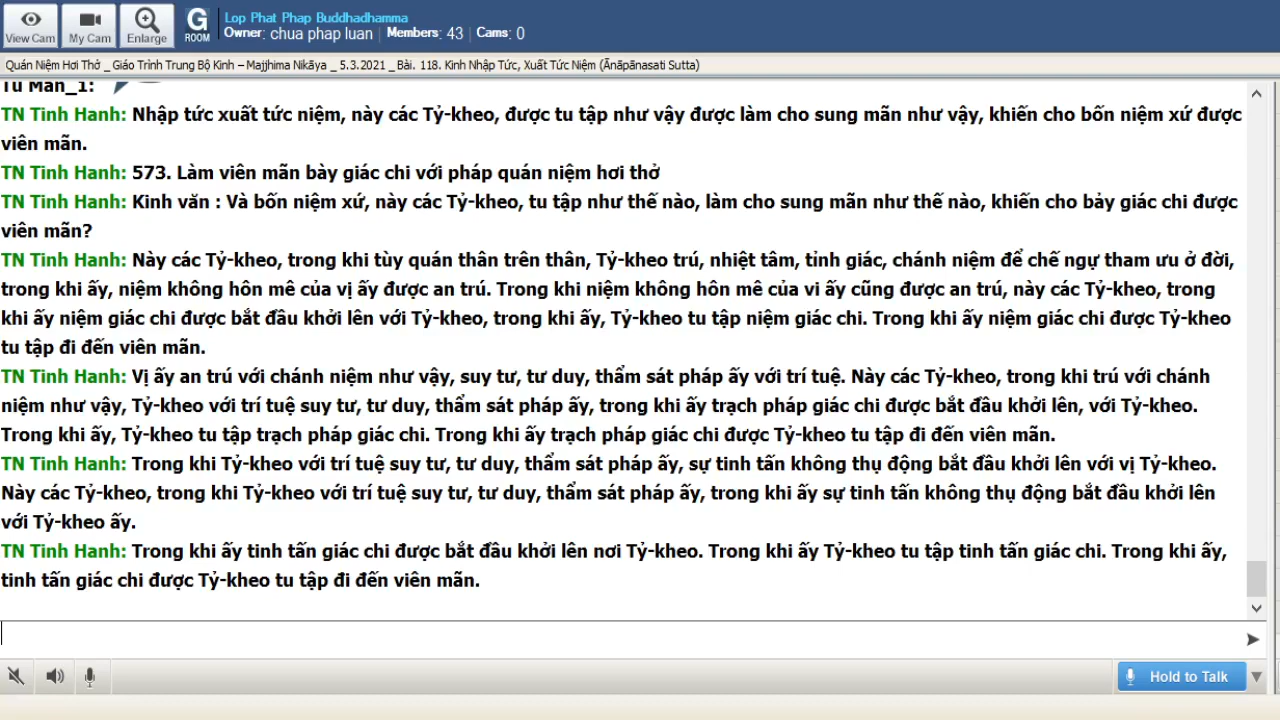 View Cam
My Cam
Enlarge
G
ROOM
Lop Phat Phap Buddhadhamma
Owner: chua phap luan | Members: 43 | Cams: 0
Quán Niệm Hơi Thở _ Giáo Trình Trung Bộ Kinh – Majjhima Nikāya _ 5.3.2021 _ Bài. 118. Kinh Nhập Tức, Xuất Tức Niệm (Ānāpānasati Sutta)
Tu Man_1:
TN Tinh Hanh: Nhập tức xuất tức niệm, này các Tỷ-kheo, được tu tập như vậy được làm cho sung mãn như vậy, khiến cho bốn niệm xứ được
viên mãn.
TN Tinh Hanh: 573. Làm viên mãn bày giác chi với pháp quán niệm hơi thở
TN Tinh Hanh: Kinh văn : Và bốn niệm xứ, này các Tỷ-kheo, tu tập như thế nào, làm cho sung mãn như thế nào, khiến cho bảy giác chi được
viên mãn?
TN Tinh Hanh: Này các Tỷ-kheo, trong khi tùy quán thân trên thân, Tỷ-kheo trú, nhiệt tâm, tỉnh giác, chánh niệm để chế ngự tham ưu ở đời,
trong khi ấy, niệm không hôn mê của vị ấy được an trú. Trong khi niệm không hôn mê của vi ấy cũng được an trú, này các Tỷ-kheo, trong
khi ấy niệm giác chi được bắt đầu khởi lên với Tỷ-kheo, trong khi ấy, Tỷ-kheo tu tập niệm giác chi. Trong khi ấy niệm giác chi được Tỷ-kheo
tu tập đi đến viên mãn.
TN Tinh Hanh: Vị ấy an trú với chánh niệm như vậy, suy tư, tư duy, thẩm sát pháp ấy với trí tuệ. Này các Tỷ-kheo, trong khi trú với chánh
niệm như vậy, Tỷ-kheo với trí tuệ suy tư, tư duy, thẩm sát pháp ấy, trong khi ấy trạch pháp giác chi được bắt đầu khởi lên, với Tỷ-kheo.
Trong khi ấy, Tỷ-kheo tu tập trạch pháp giác chi. Trong khi ấy trạch pháp giác chi được Tỷ-kheo tu tập đi đến viên mãn.
TN Tinh Hanh: Trong khi Tỷ-kheo với trí tuệ suy tư, tư duy, thẩm sát pháp ấy, sự tinh tấn không thụ động bắt đầu khởi lên với vị Tỷ-kheo.
Này các Tỷ-kheo, trong khi Tỷ-kheo với trí tuệ suy tư, tư duy, thẩm sát pháp ấy, trong khi ấy sự tinh tấn không thụ động bắt đầu khởi lên
với Tỷ-kheo ấy.
TN Tinh Hanh: Trong khi ấy tinh tấn giác chi được bắt đầu khởi lên nơi Tỷ-kheo. Trong khi ấy Tỷ-kheo tu tập tinh tấn giác chi. Trong khi ấy,
tinh tấn giác chi được Tỷ-kheo tu tập đi đến viên mãn.
Hold to Talk